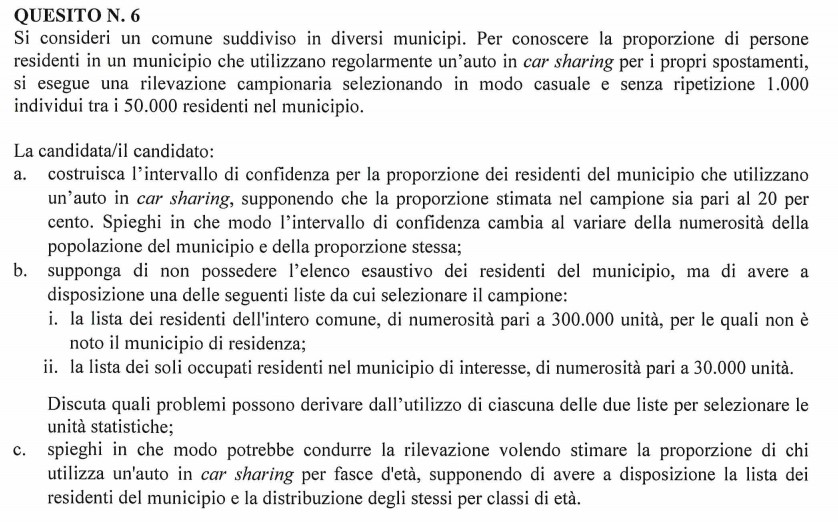 QUESITO N. 6
Si consideri un comune suddiviso in diversi municipi. Per conoscere la proporzione di persone
residenti in un municipio che utilizzano regolarmente un'auto in car sharing per i propri spostamenti,
si esegue una rilevazione campionaria selezionando in modo casuale e senza ripetizione 1.000
individui tra i 50.000 residenti nel municipio.
La candidata/il candidato:
a. costruisca l'intervallo di confidenza per la proporzione dei residenti del municipio che utilizzano
un'auto in car sharing, supponendo che la proporzione stimata nel campione sia pari al 20 per
cento. Spieghi in che modo l'intervallo di confidenza cambia al variare della numerosità della
popolazione del municipio e della proporzione stessa;
b. supponga di non possedere l'elenco esaustivo dei residenti del municipio, ma di avere a
disposizione una delle seguenti liste da cui selezionare il campione:
i. la lista dei residenti dell'intero comune, di numerosità pari a 300.000 unità, per le quali non è
noto il municipio di residenza;
ii. la lista dei soli occupati residenti nel municipio di interesse, di numerosità pari a 30.000 unità.
Discuta quali problemi possono derivare dall'utilizzo di ciascuna delle due liste per selezionare le
unità statistiche;
c. spieghi in che modo potrebbe condurre la rilevazione volendo stimare la proporzione di chi
utilizza un'auto in car sharing per fasce d'età, supponendo di avere a disposizione la lista dei
residenti del municipio e la distribuzione degli stessi per classi di età.